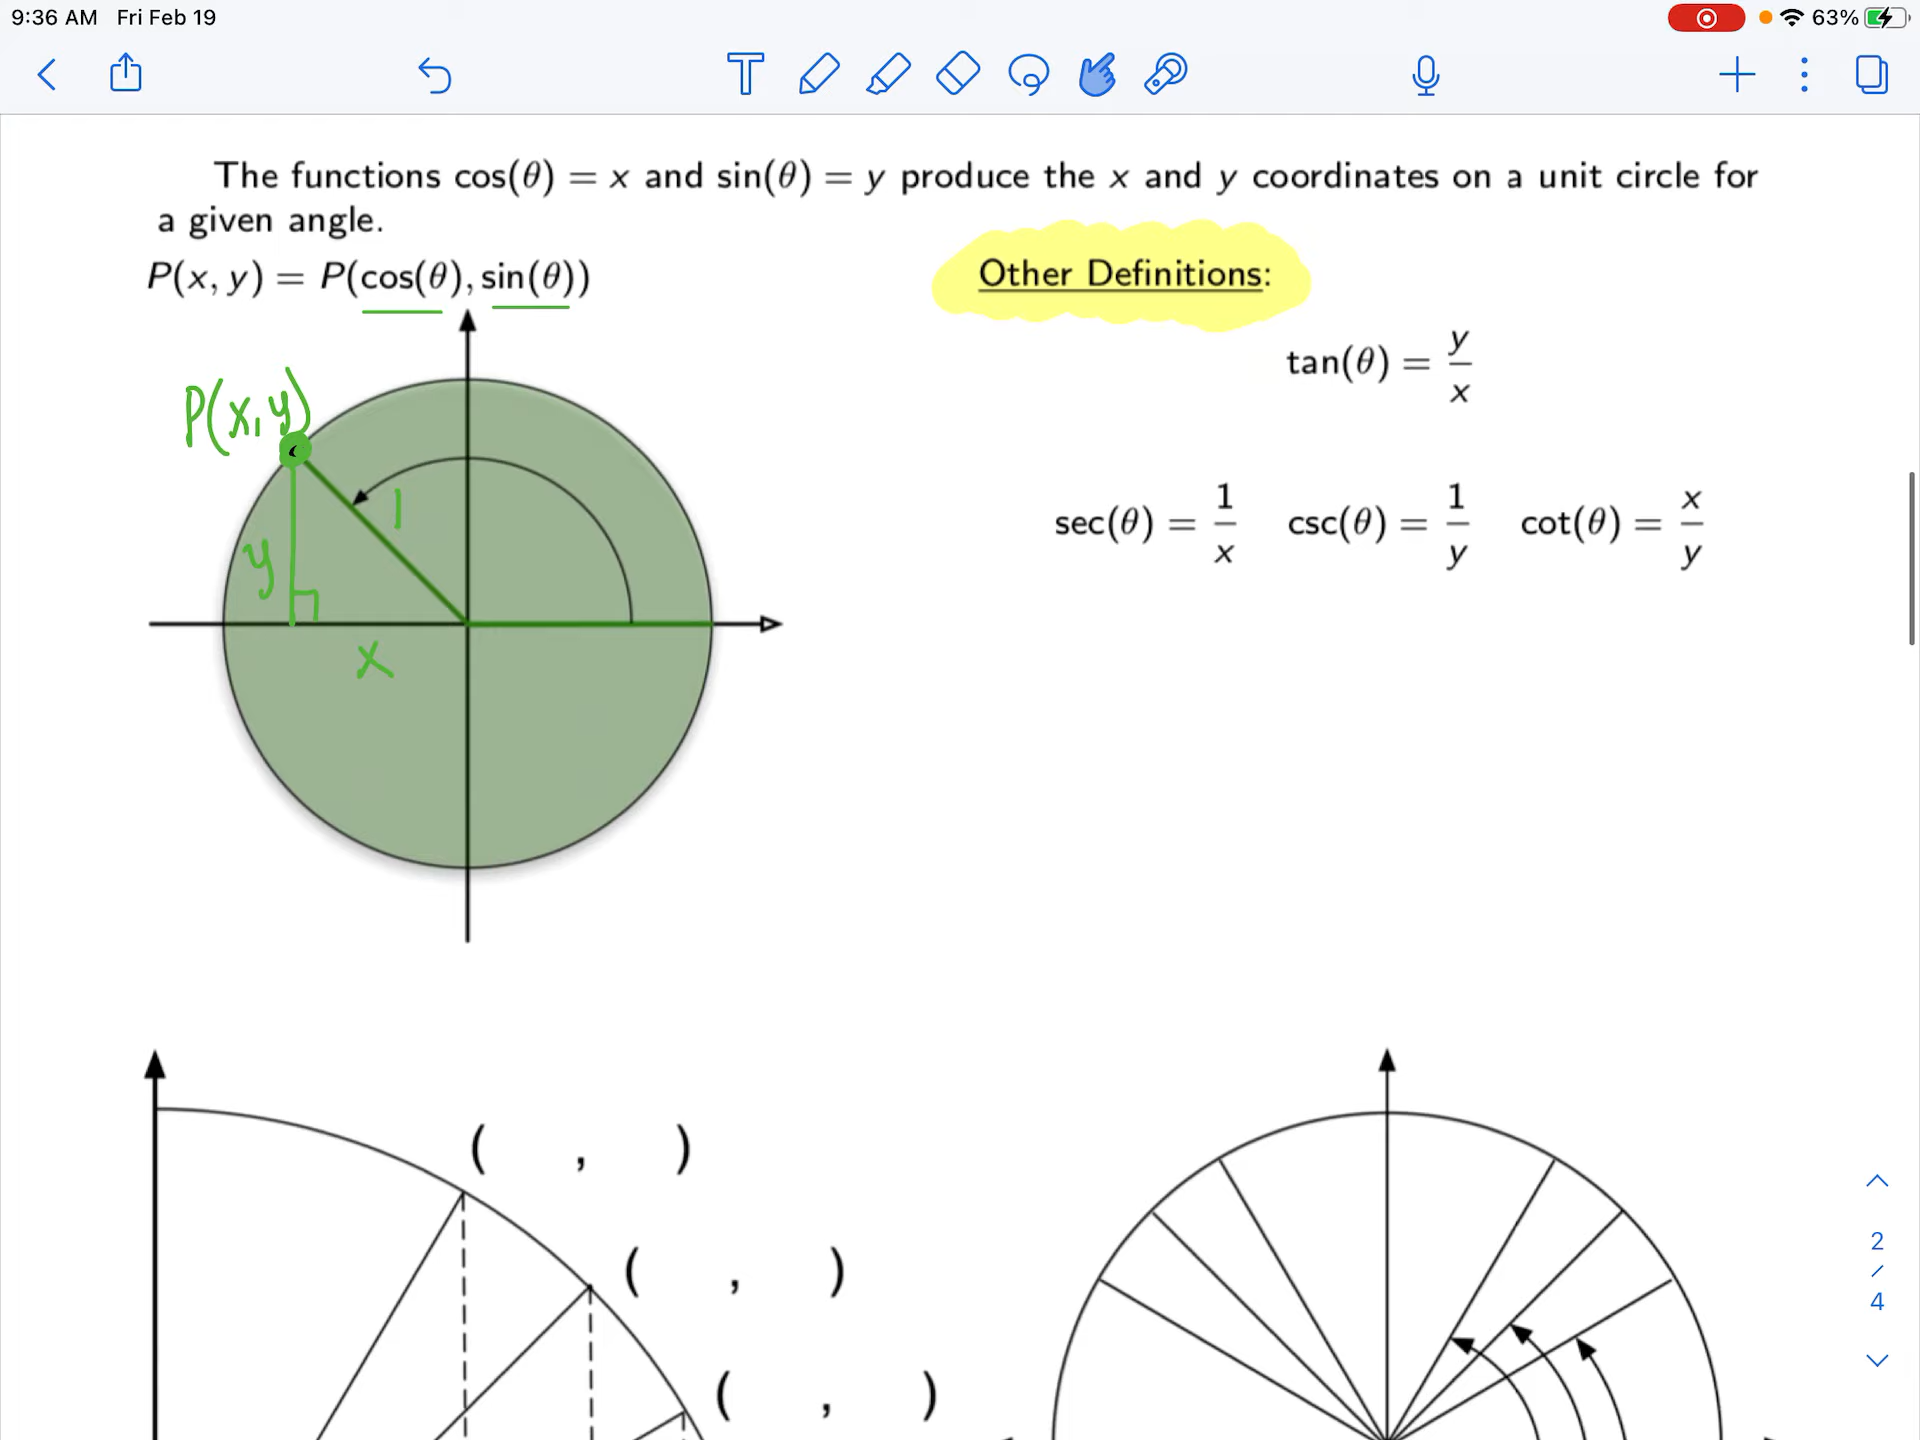 9:36 AM Fri Feb 19 63%
The functions cos(θ) = x and sin(θ) = y produce the x and y coordinates on a unit circle for
a given angle.
P(x, y) = P(cos(θ), sin(θ))
Other Definitions:
tan(θ) = y/x
sec(θ) = 1/x csc(θ) = 1/y cot(θ) = x/y
P(x,y)
1
y
x
( , )
( , )
( , )
2
/
4